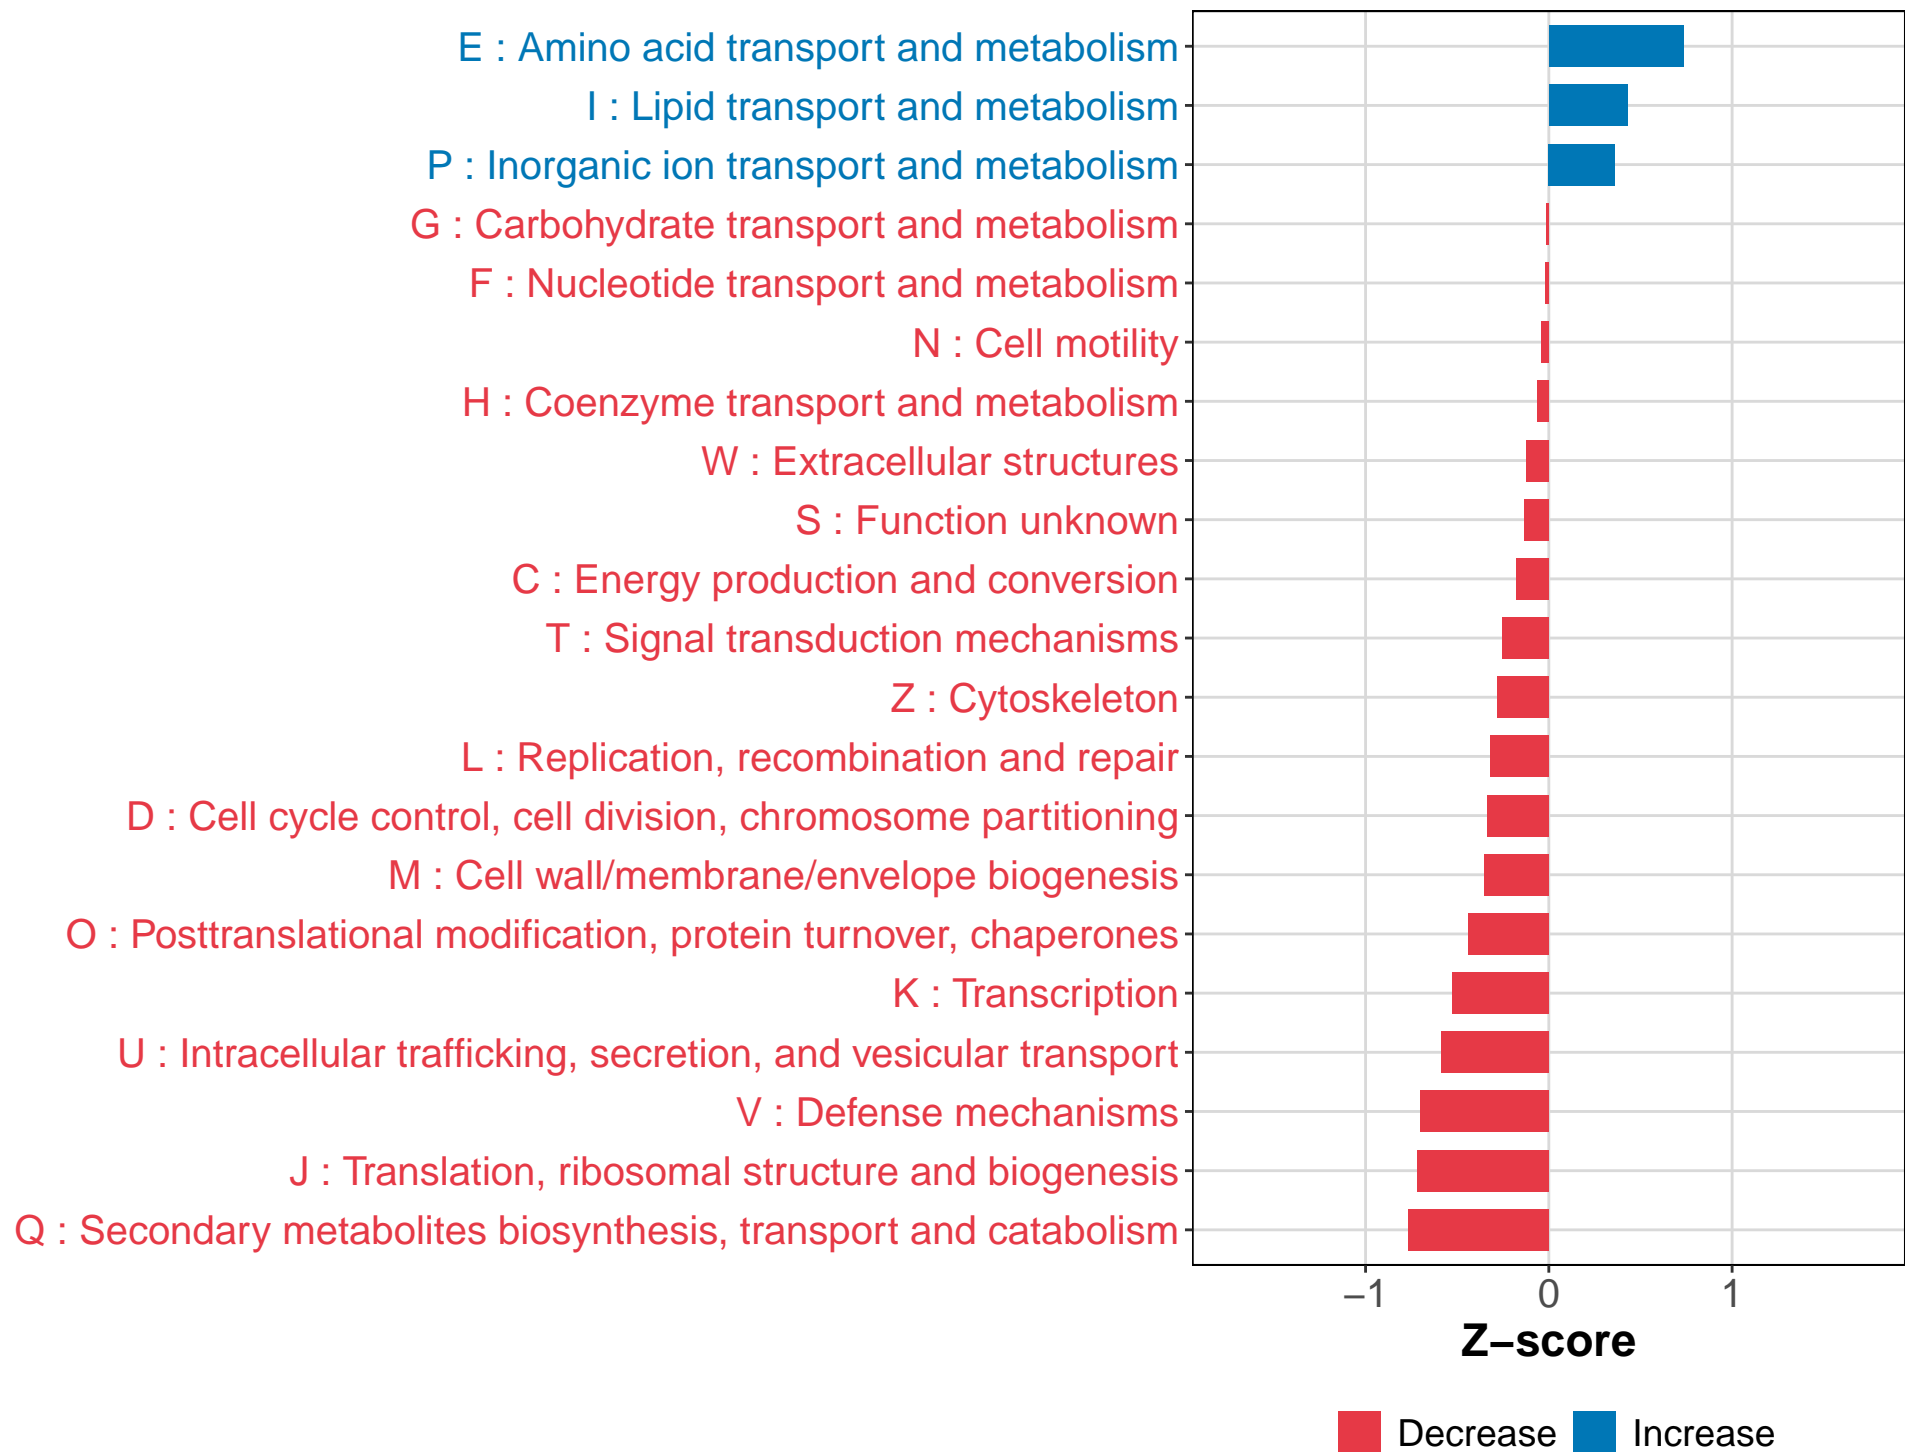 E : Amino acid transport and metabolism
I : Lipid transport and metabolism
P : Inorganic ion transport and metabolism
G : Carbohydrate transport and metabolism
F : Nucleotide transport and metabolism
N : Cell motility
H : Coenzyme transport and metabolism
W : Extracellular structures
S : Function unknown
C : Energy production and conversion
T : Signal transduction mechanisms
Z : Cytoskeleton
L : Replication, recombination and repair
D : Cell cycle control, cell division, chromosome partitioning
M : Cell wall/membrane/envelope biogenesis
O : Posttranslational modification, protein turnover, chaperones
K : Transcription
U : Intracellular trafficking, secretion, and vesicular transport
V : Defense mechanisms
J : Translation, ribosomal structure and biogenesis
Q : Secondary metabolites biosynthesis, transport and catabolism
−1 0 1
Z−score
Decrease Increase